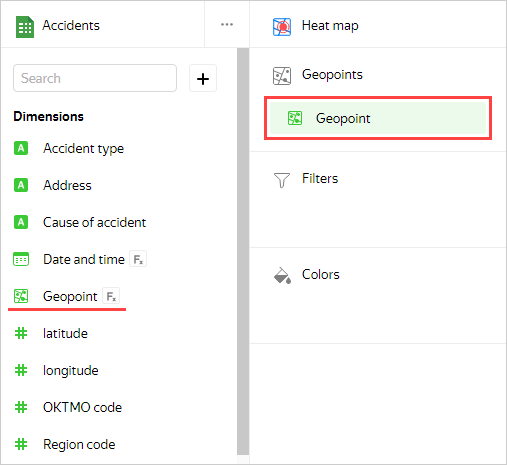 Accidents
Search
Dimensions
Accident type
Address
Cause of accident
Date and time Fx
Geopoint Fx
latitude
longitude
OKTMO code
Region code
Heat map
Geopoints
Geopoint
Filters
Colors